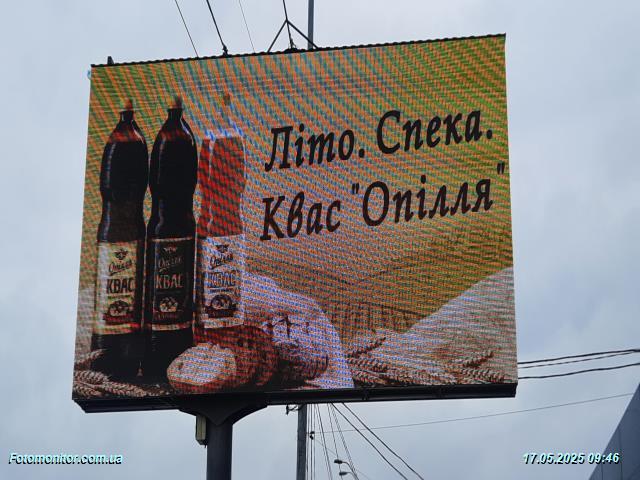 Літо. Спека.
Квас "Опілля"
Опілля
КВАС
Опілля
КВАС
Опілля
КВАС
Fotomonitor.com.ua
17.05.2025 09:46